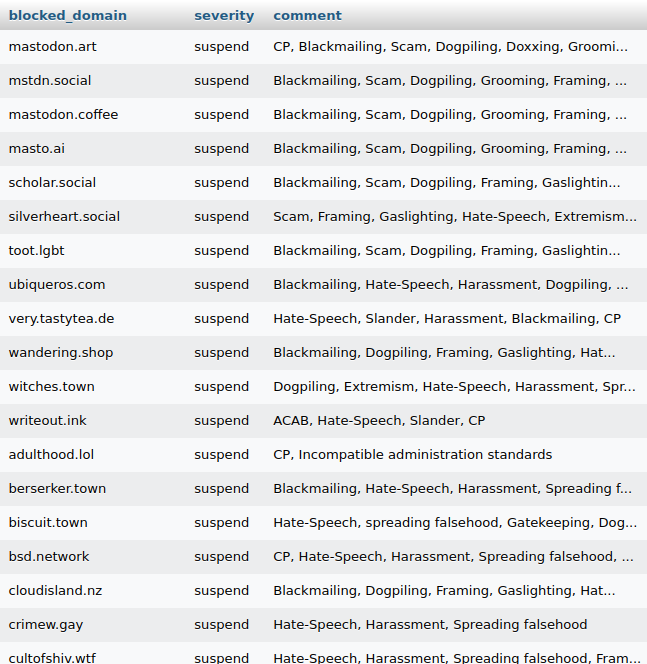 blocked_domain severity comment
mastodon.art suspend CP, Blackmailing, Scam, Dogpiling, Doxxing, Groomi...
mstdn.social suspend Blackmailing, Scam, Dogpiling, Grooming, Framing, ...
mastodon.coffee suspend Blackmailing, Scam, Dogpiling, Grooming, Framing, ...
masto.ai suspend Blackmailing, Scam, Dogpiling, Grooming, Framing, ...
scholar.social suspend Blackmailing, Scam, Dogpiling, Framing, Gaslightin...
silverheart.social suspend Scam, Framing, Gaslighting, Hate-Speech, Extremism...
toot.lgbt suspend Blackmailing, Scam, Dogpiling, Framing, Gaslightin...
ubiqueros.com suspend Blackmailing, Hate-Speech, Harassment, Dogpiling, ...
very.tastytea.de suspend Hate-Speech, Slander, Harassment, Blackmailing, CP
wandering.shop suspend Blackmailing, Dogpiling, Framing, Gaslighting, Hat...
witches.town suspend Dogpiling, Extremism, Hate-Speech, Harassment, Spr...
writeout.ink suspend ACAB, Hate-Speech, Slander, CP
adulthood.lol suspend CP, Incompatible administration standards
berserker.town suspend Blackmailing, Hate-Speech, Harassment, Spreading f...
biscuit.town suspend Hate-Speech, spreading falsehood, Gatekeeping, Dog...
bsd.network suspend CP, Hate-Speech, Harassment, Spreading falsehood, ...
cloudisland.nz suspend Blackmailing, Dogpiling, Framing, Gaslighting, Hat...
crimew.gay suspend Hate-Speech, Harassment, Spreading falsehood
cultofshiv.wtf suspend Hate-Speech, Harassment, Spreading falsehood, Fram...